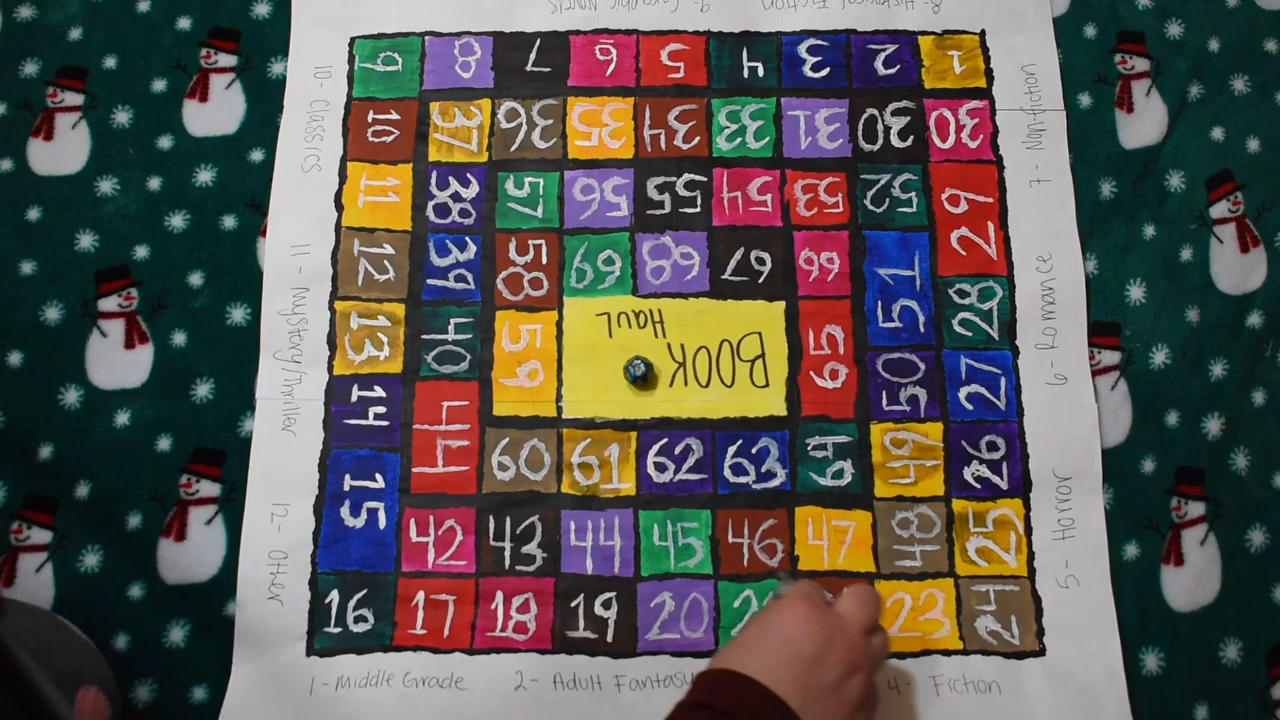 8- Historical Fiction
9- Graphic Novels
10- Classics
11- Mystery/Thriller
12- Other
7- Nonfiction
6- Romance
5- Horror
9 8 7 6 5 4 3 2 1
10 37 36 35 34 33 31 30 30
11 38 57 56 55 54 53 52 29
12 39 58 69 68 67 66 51 28
13 40 59 65 50 27
BOOK
HAUL
14 44 60 61 62 63 64 49 26
15 42 43 44 45 46 47 48 25
16 17 18 19 20 23 24
1- Middle Grade 2- Adult Fantasy 4- Fiction